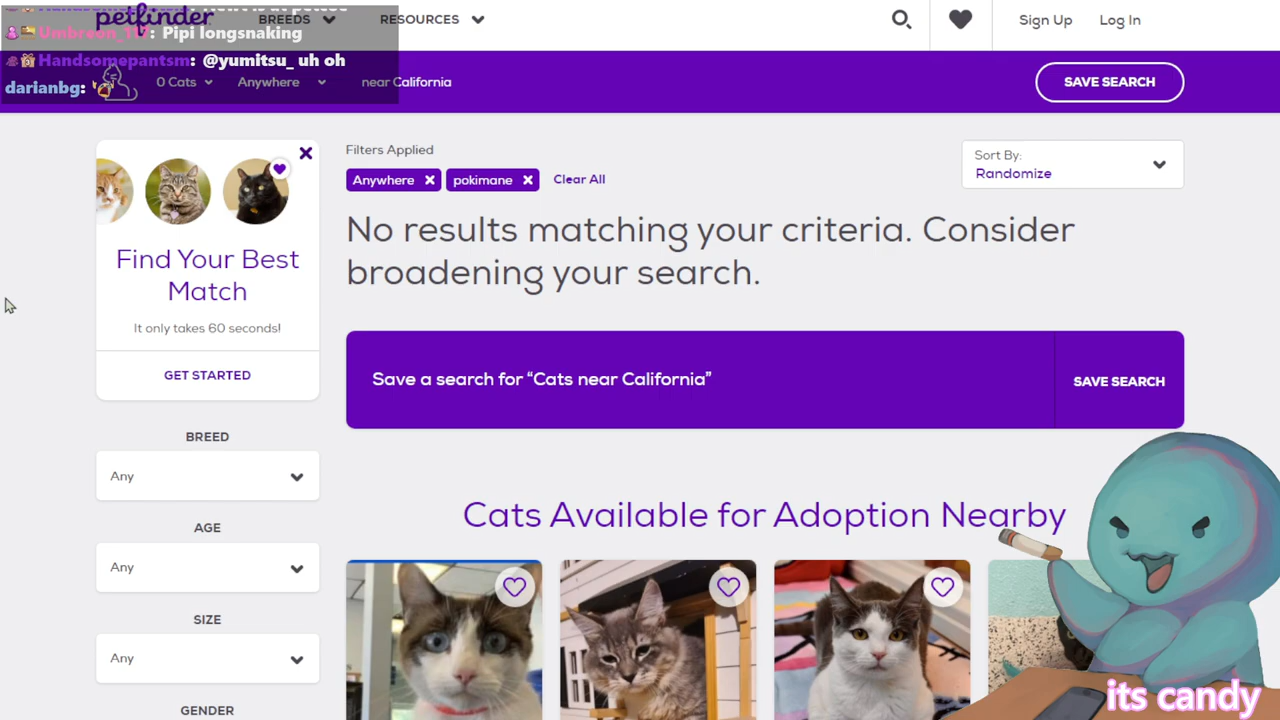 petfinder
BREEDS
RESOURCES
Sign Up
Log In
Umbreon_117: Pipi longsnaking
Handsomepantsm: @yumitsu_ uh oh
darianbg:
0 Cats
Anywhere
near California
SAVE SEARCH
Filters Applied
Anywhere
pokimane
Clear All
Sort By:
Randomize
No results matching your criteria. Consider
broadening your search.
Find Your Best
Match
It only takes 60 seconds!
GET STARTED
Save a search for “Cats near California”
SAVE SEARCH
BREED
Any
AGE
Any
SIZE
Any
GENDER
Cats Available for Adoption Nearby
its candy